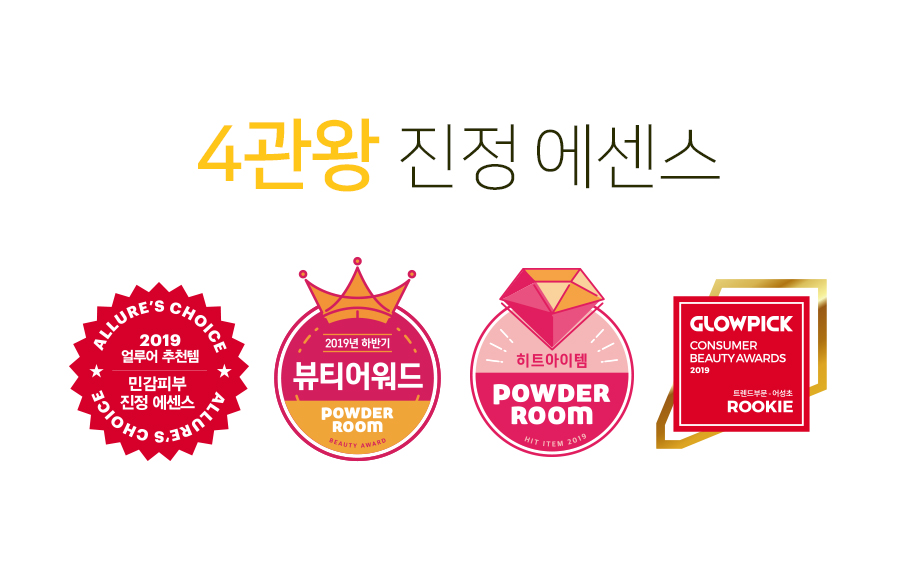 4관왕 진정 에센스
ALLURE'S CHOICE
2019
얼루어 추천템
민감피부
진정 에센스
ALLURE'S CHOICE
2019년 하반기
뷰티어워드
POWDER
ROOM
BEAUTY AWARD
히트아이템
POWDER
ROOM
HIT ITEM 2019
GLOWPICK
CONSUMER
BEAUTY AWARDS
2019
트렌드부문 - 어성초
ROOKIE